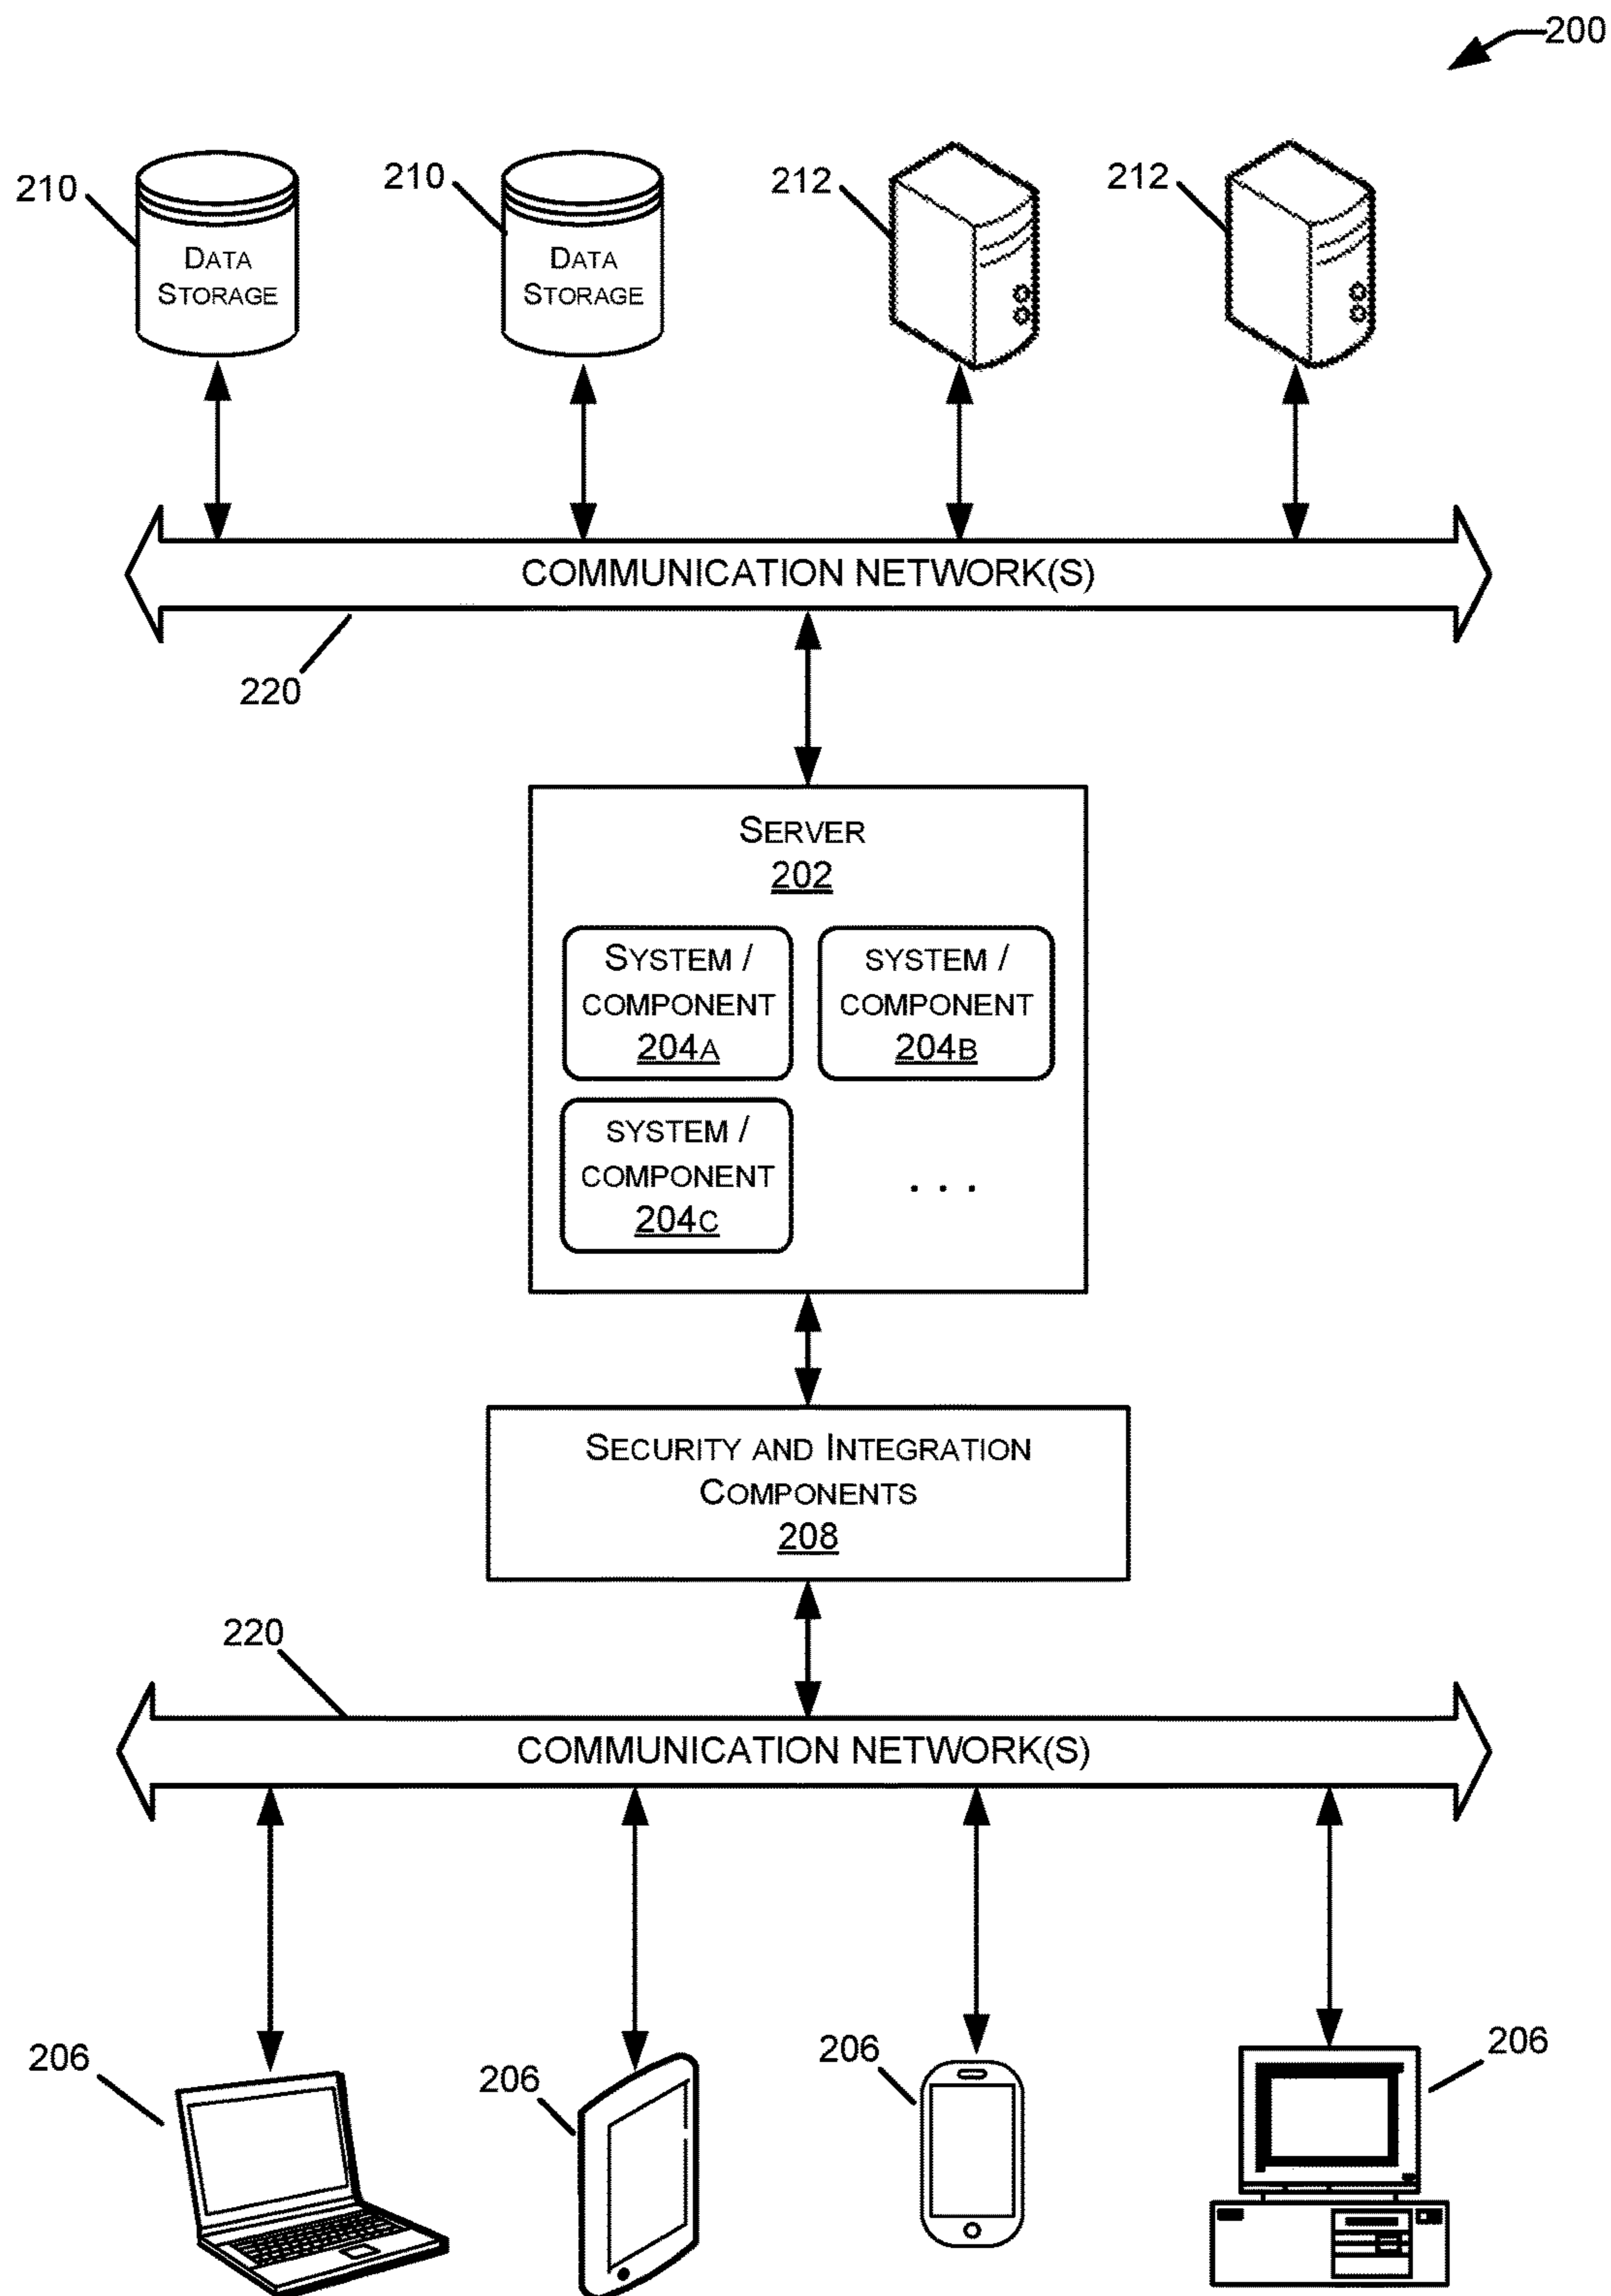 200
210
210
212
212
DATA
STORAGE
DATA
STORAGE
COMMUNICATION NETWORK(S)
220
SERVER
202
SYSTEM /
COMPONENT
204A
SYSTEM /
COMPONENT
204B
SYSTEM /
COMPONENT
204C
. . .
SECURITY AND INTEGRATION
COMPONENTS
208
220
COMMUNICATION NETWORK(S)
206
206
206
206